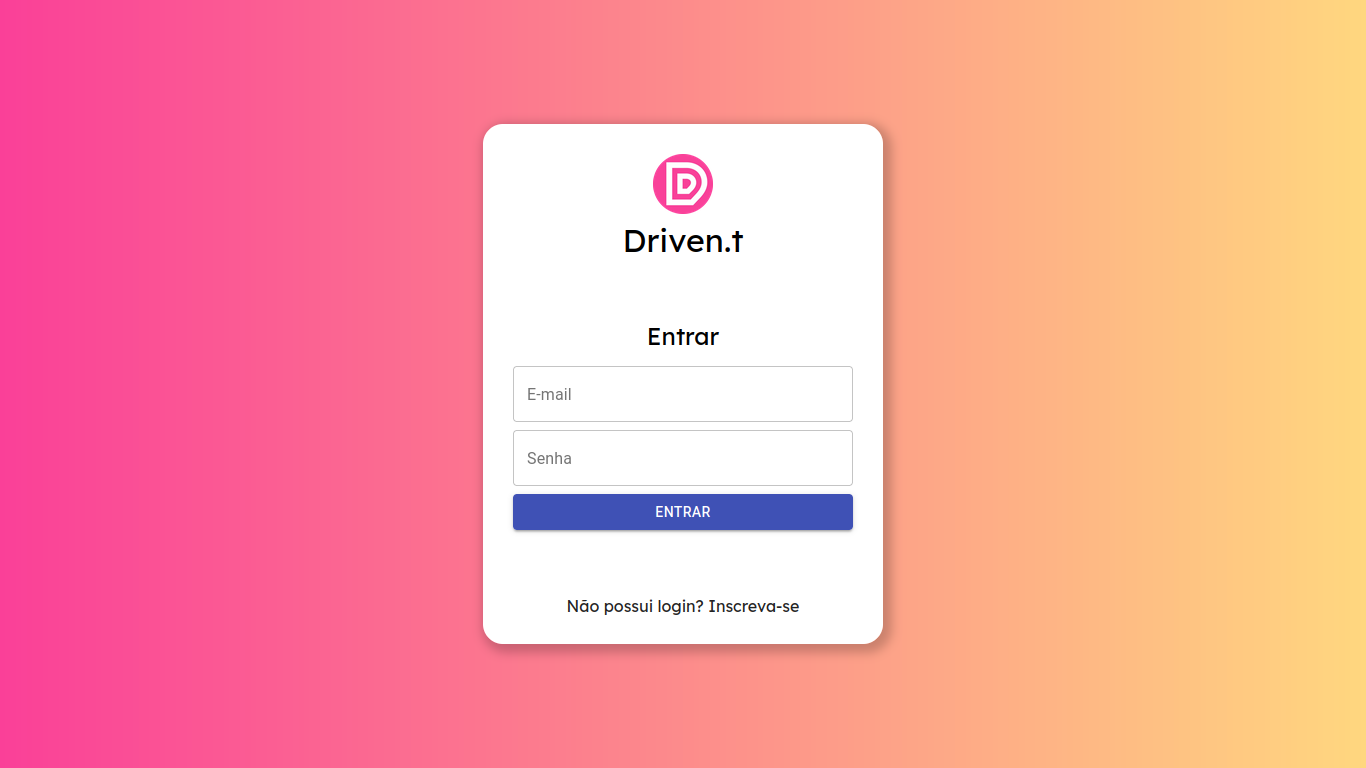 Driven.t
Entrar
E-mail
Senha
ENTRAR
Não possui login? Inscreva-se